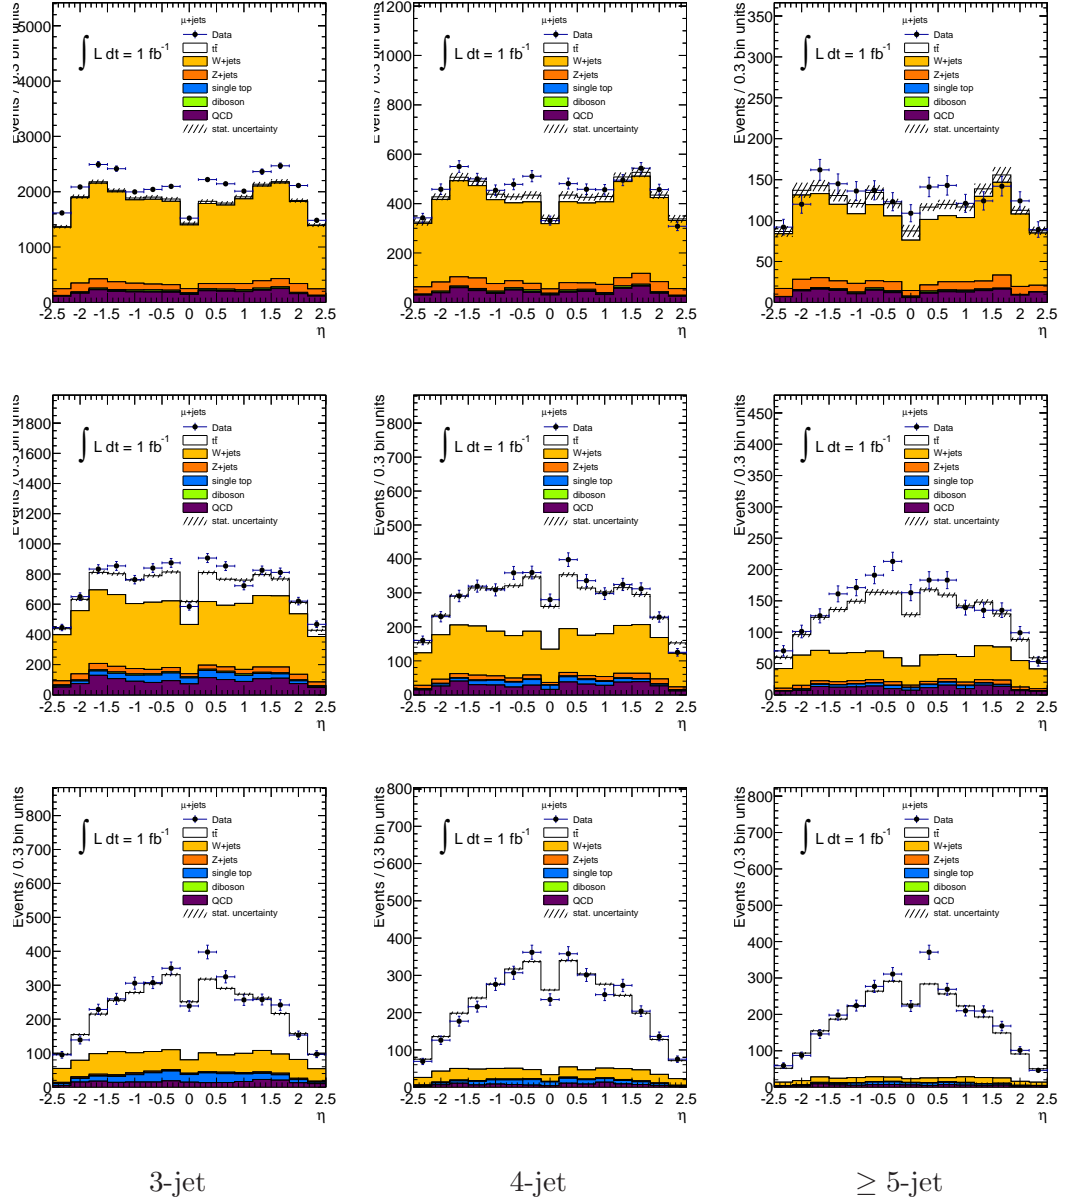 Events / 0.3 bin units
5000
4000
3000
2000
1000
0
∫ L dt = 1 fb⁻¹
μ+jets
Data
tt̄
W+jets
Z+jets
single top
diboson
QCD
stat. uncertainty
-2.5 -2 -1.5 -1 -0.5 0 0.5 1 1.5 2 2.5
η
Events / 0.3 bin units
1200
1000
800
600
400
200
0
∫ L dt = 1 fb⁻¹
μ+jets
Data
tt̄
W+jets
Z+jets
single top
diboson
QCD
stat. uncertainty
-2.5 -2 -1.5 -1 -0.5 0 0.5 1 1.5 2 2.5
η
Events / 0.3 bin units
350
300
250
200
150
100
50
0
∫ L dt = 1 fb⁻¹
μ+jets
Data
tt̄
W+jets
Z+jets
single top
diboson
QCD
stat. uncertainty
-2.5 -2 -1.5 -1 -0.5 0 0.5 1 1.5 2 2.5
η
Events / 0.3 bin units
1800
1600
1400
1200
1000
800
600
400
200
0
∫ L dt = 1 fb⁻¹
μ+jets
Data
tt̄
W+jets
Z+jets
single top
diboson
QCD
stat. uncertainty
-2.5 -2 -1.5 -1 -0.5 0 0.5 1 1.5 2 2.5
η
Events / 0.3 bin units
800
700
600
500
400
300
200
100
0
∫ L dt = 1 fb⁻¹
μ+jets
Data
tt̄
W+jets
Z+jets
single top
diboson
QCD
stat. uncertainty
-2.5 -2 -1.5 -1 -0.5 0 0.5 1 1.5 2 2.5
η
Events / 0.3 bin units
450
400
350
300
250
200
150
100
50
0
∫ L dt = 1 fb⁻¹
μ+jets
Data
tt̄
W+jets
Z+jets
single top
diboson
QCD
stat. uncertainty
-2.5 -2 -1.5 -1 -0.5 0 0.5 1 1.5 2 2.5
η
Events / 0.3 bin units
800
700
600
500
400
300
200
100
0
∫ L dt = 1 fb⁻¹
μ+jets
Data
tt̄
W+jets
Z+jets
single top
diboson
QCD
stat. uncertainty
-2.5 -2 -1.5 -1 -0.5 0 0.5 1 1.5 2 2.5
η
Events / 0.3 bin units
800
700
600
500
400
300
200
100
0
∫ L dt = 1 fb⁻¹
μ+jets
Data
tt̄
W+jets
Z+jets
single top
diboson
QCD
stat. uncertainty
-2.5 -2 -1.5 -1 -0.5 0 0.5 1 1.5 2 2.5
η
Events / 0.3 bin units
800
700
600
500
400
300
200
100
0
∫ L dt = 1 fb⁻¹
μ+jets
Data
tt̄
W+jets
Z+jets
single top
diboson
QCD
stat. uncertainty
-2.5 -2 -1.5 -1 -0.5 0 0.5 1 1.5 2 2.5
η
3-jet 4-jet ≥ 5-jet